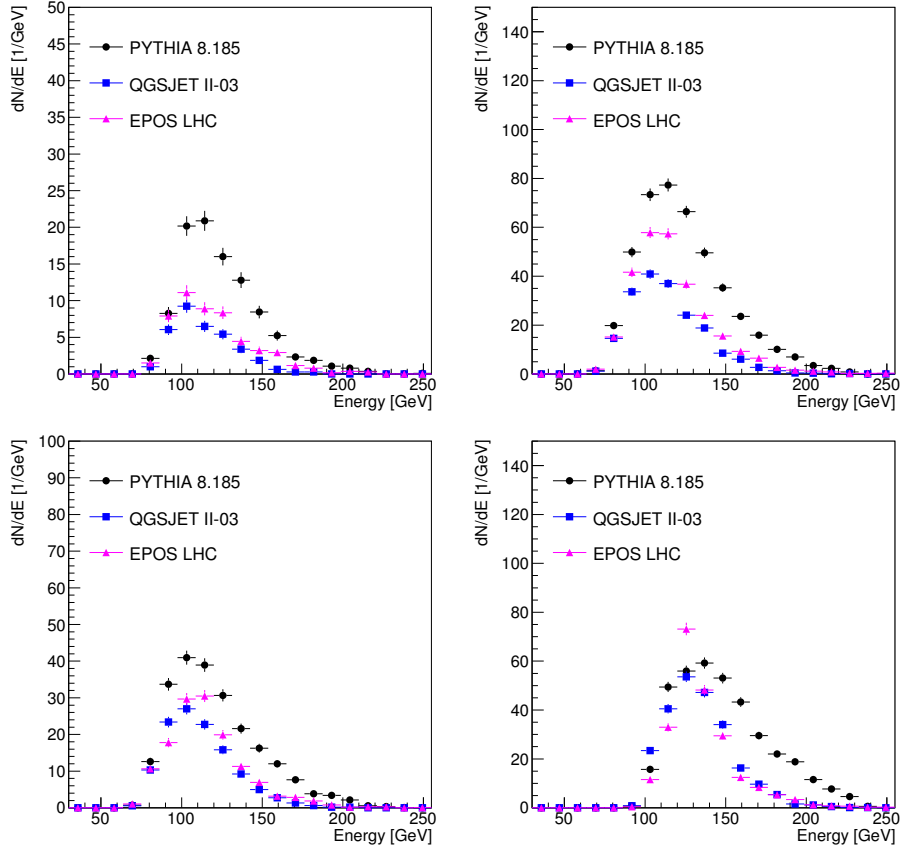 dN/dE [1/GeV]
50
45
40
35
30
25
20
15
10
5
0
PYTHIA 8.185
QGSJET II-03
EPOS LHC
50 100 150 200 250
Energy [GeV]
dN/dE [1/GeV]
140
120
100
80
60
40
20
0
PYTHIA 8.185
QGSJET II-03
EPOS LHC
50 100 150 200 250
Energy [GeV]
dN/dE [1/GeV]
100
90
80
70
60
50
40
30
20
10
0
PYTHIA 8.185
QGSJET II-03
EPOS LHC
50 100 150 200 250
Energy [GeV]
dN/dE [1/GeV]
140
120
100
80
60
40
20
0
PYTHIA 8.185
QGSJET II-03
EPOS LHC
50 100 150 200 250
Energy [GeV]